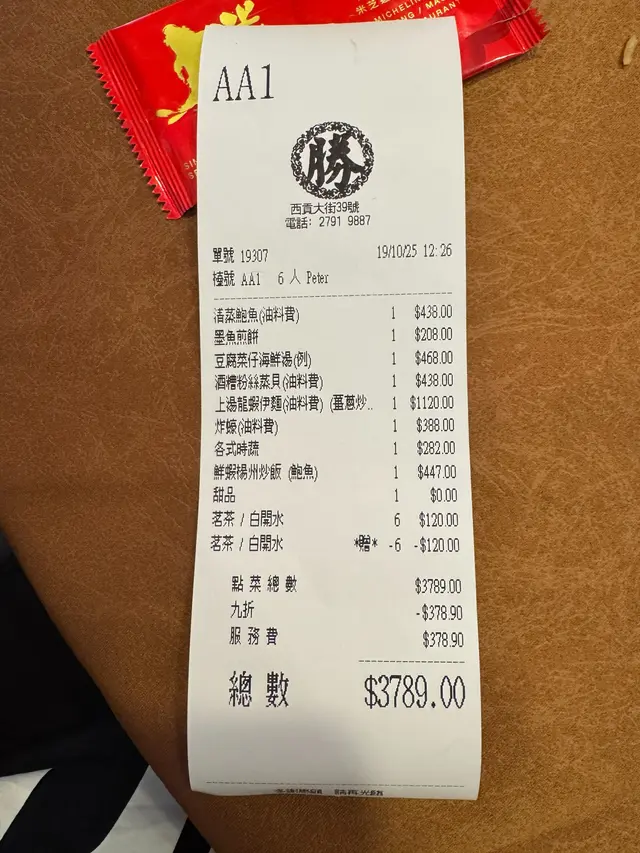 米芝蓮
MICHELIN
AA1
勝
西貢大街39號
電話: 2791 9887
單號 19307 19/10/25 12:26
檯號 AA1 6 人 Peter
清蒸鮑魚(油料費) 1 $438.00
墨魚煎餅 1 $208.00
豆腐菜仔海鮮湯(例) 1 $468.00
酒糟粉絲蒸貝(油料費) 1 $438.00
上湯龍蝦伊麵(油料費) (薑蔥炒.. 1 $1120.00
炸蠔(油料費) 1 $388.00
各式時蔬 1 $282.00
鮮蝦楊州炒飯 (鮑魚) 1 $447.00
甜品 1 $0.00
茗茶 / 白開水 6 $120.00
茗茶 / 白開水 *贈* -6 -$120.00
點菜總數 $3789.00
九折 -$378.90
服務費 $378.90
總數 $3789.00